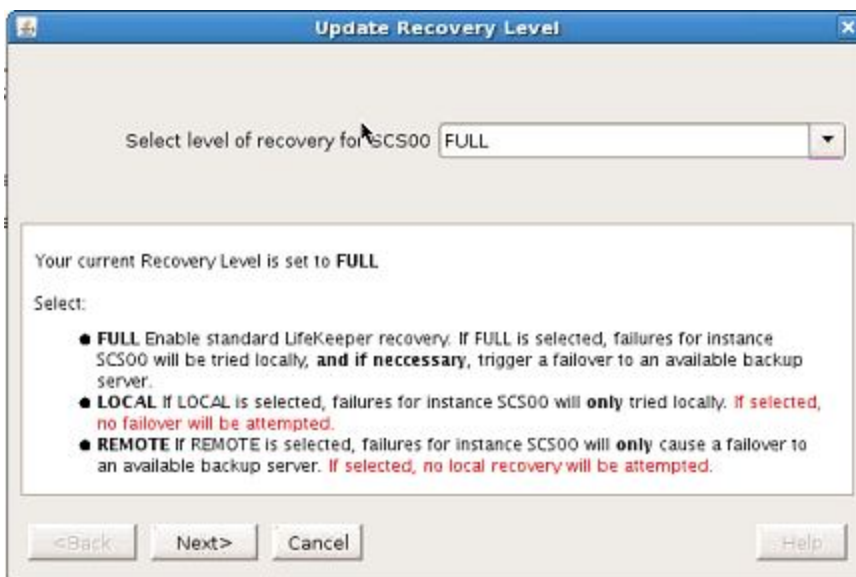 Update Recovery Level
Select level of recovery for SCS00 FULL
Your current Recovery Level is set to FULL
Select:
● FULL Enable standard LifeKeeper recovery. If FULL is selected, failures for instance
SCS00 will be tried locally, and if neccessary, trigger a failover to an available backup
server.
● LOCAL If LOCAL is selected, failures for instance SCS00 will only tried locally. If selected,
no failover will be attempted.
● REMOTE If REMOTE is selected, failures for instance SCS00 will only cause a failover to
an available backup server. If selected, no local recovery will be attempted.
<Back Next> Cancel Help